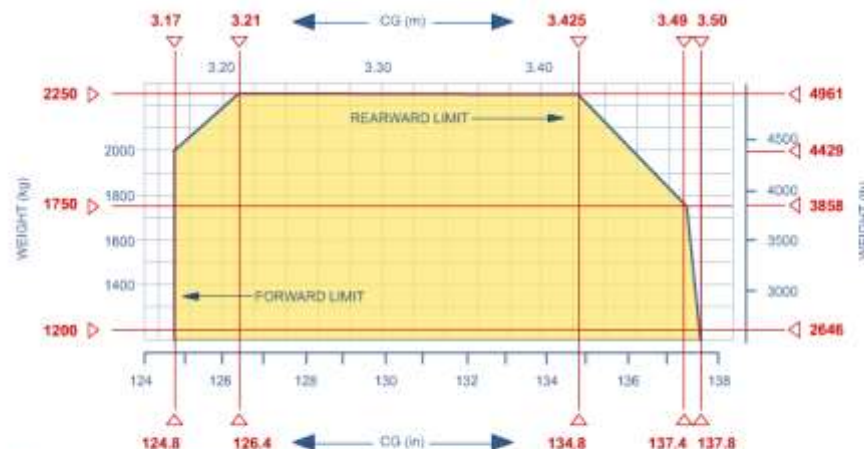 3.17 3.21 CG (m) 3.425 3.49 3.50
3.20 3.30 3.40
2250 4961
REARWARD LIMIT
4500
2000 4429
4000
1800
1750 3858
WEIGHT (kg)
1600 3500
1400
3000
FORWARD LIMIT
1200 2646
124 126 128 130 132 134 136 138
124.8 126.4 CG (in) 134.8 137.4 137.8